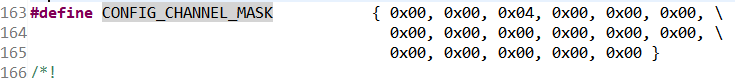 163 #define CONFIG_CHANNEL_MASK { 0x00, 0x00, 0x04, 0x00, 0x00, 0x00, \
164 0x00, 0x00, 0x00, 0x00, 0x00, 0x00, \
165 0x00, 0x00, 0x00, 0x00, 0x00 }
166 /*!